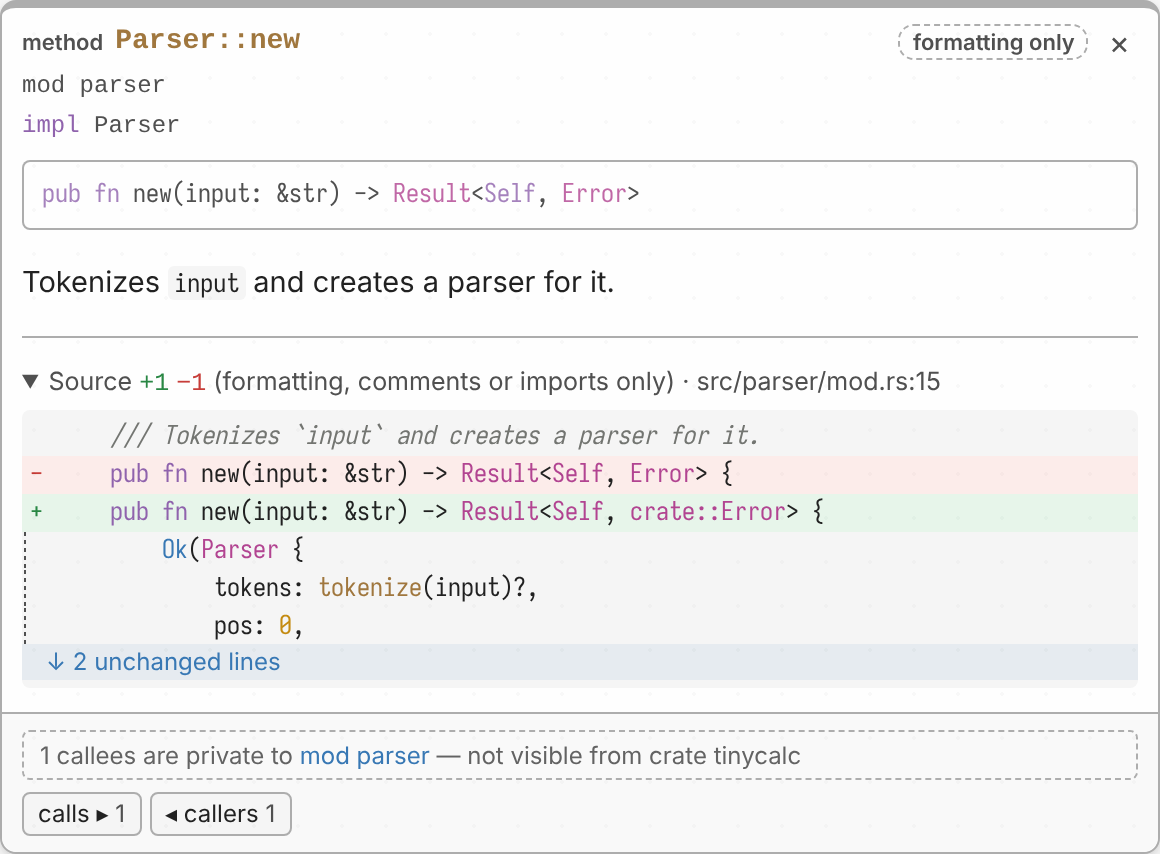 method Parser::new formatting only ×
mod parser
impl Parser
pub fn new(input: &str) -> Result<Self, Error>
Tokenizes input and creates a parser for it.
▼ Source +1 −1 (formatting, comments or imports only) · src/parser/mod.rs:15
/// Tokenizes `input` and creates a parser for it.
− pub fn new(input: &str) -> Result<Self, Error> {
+ pub fn new(input: &str) -> Result<Self, crate::Error> {
Ok(Parser {
tokens: tokenize(input)?,
pos: 0,
↓ 2 unchanged lines
1 callees are private to mod parser — not visible from crate tinycalc
calls ▸ 1 ◂ callers 1